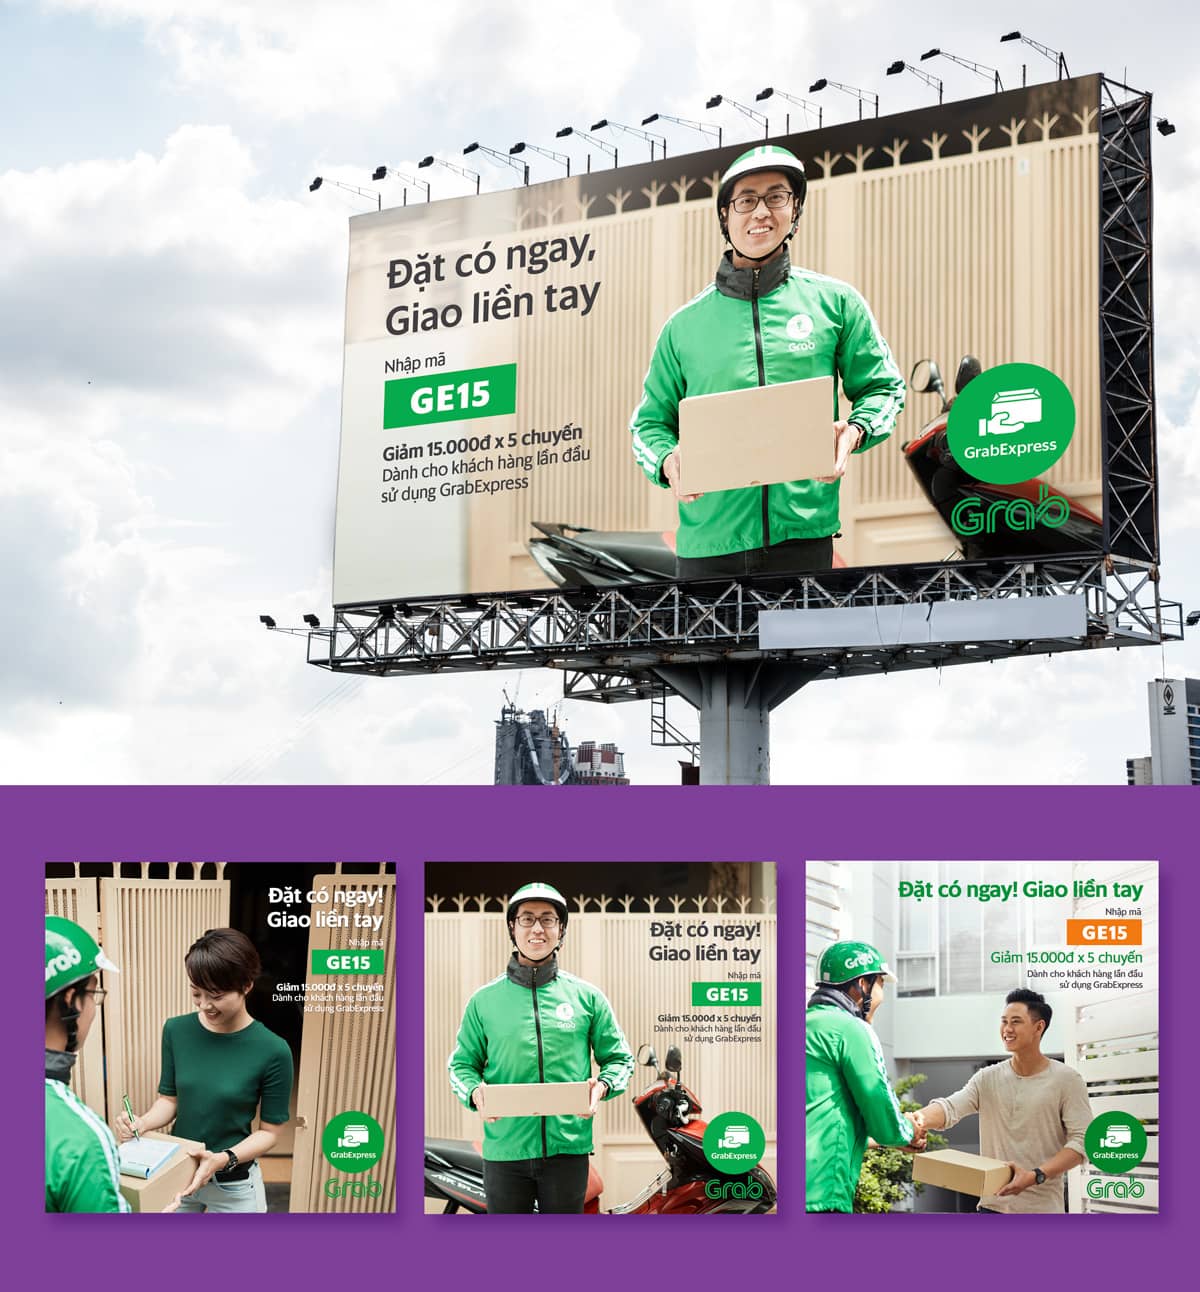 Đặt có ngay,
Giao liền tay
Nhập mã
GE15
Giảm 15.000đ x 5 chuyến
Dành cho khách hàng lần đầu
sử dụng GrabExpress
Grab
GrabExpress
Grab
Đặt có ngay!
Giao liền tay
Nhập mã
GE15
Giảm 15.000đ x 5 chuyến
Dành cho khách hàng lần đầu
sử dụng GrabExpress
Grab
GrabExpress
Grab
Đặt có ngay!
Giao liền tay
Nhập mã
GE15
Giảm 15.000đ x 5 chuyến
Dành cho khách hàng lần đầu
sử dụng GrabExpress
Grab
GrabExpress
Grab
Đặt có ngay! Giao liền tay
Nhập mã
GE15
Giảm 15.000đ x 5 chuyến
Dành cho khách hàng lần đầu
sử dụng GrabExpress
Grab
GrabExpress
Grab